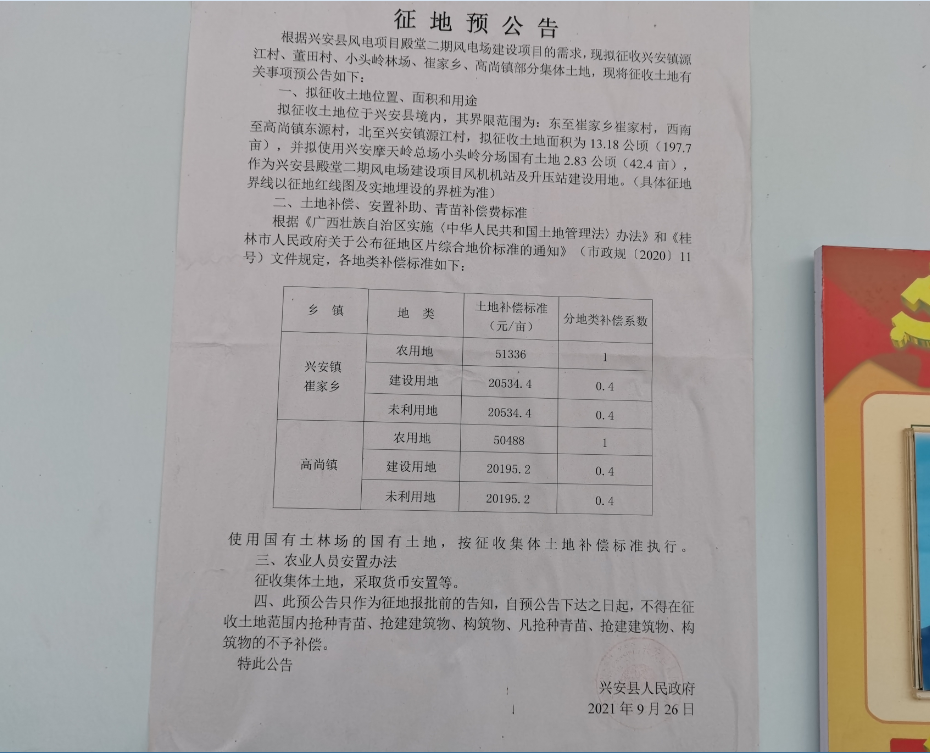 征地预公告
根据兴安县风电项目殿堂二期风电场建设项目的需求，现拟征收兴安镇源
江村、董田村、小头岭林场、崔家乡、高尚镇部分集体土地，现将征收土地有
关事项预公告如下：
一、拟征收土地位置、面积和用途
拟征收土地位于兴安县境内，其界限范围为：东至崔家乡崔家村，西南
至高尚镇东源村，北至兴安镇源江村，拟征收土地面积为 13.18 公顷（197.7
亩），并拟使用兴安摩天岭总场小头岭分场国有土地 2.83 公顷（42.4 亩），
作为兴安县殿堂二期风电场建设项目风机机站及升压站建设用地。（具体征地
界线以征地红线图及实地埋设的界桩为准）
二、土地补偿、安置补助、青苗补偿费标准
根据《广西壮族自治区实施〈中华人民共和国土地管理法〉办法》和《桂
林市人民政府关于公布征地区片综合地价标准的通知》（市政规〔2020〕11
号）文件规定，各地类补偿标准如下：
乡 镇 地 类 土地补偿标准（元/亩） 分地类补偿系数
兴安镇 崔家乡 农用地 51336 1
建设用地 20534.4 0.4
未利用地 20534.4 0.4
高尚镇 农用地 50488 1
建设用地 20195.2 0.4
未利用地 20195.2 0.4
使用国有土林场的国有土地，按征收集体土地补偿标准执行。
三、农业人员安置办法
征收集体土地，采取货币安置等。
四、此预公告只作为征地报批前的告知，自预公告下达之日起，不得在征
收土地范围内抢种青苗、抢建建筑物、构筑物、凡抢种青苗、抢建建筑物、构
筑物的不予补偿。
特此公告
兴安县人民政府
2021 年 9 月 26 日